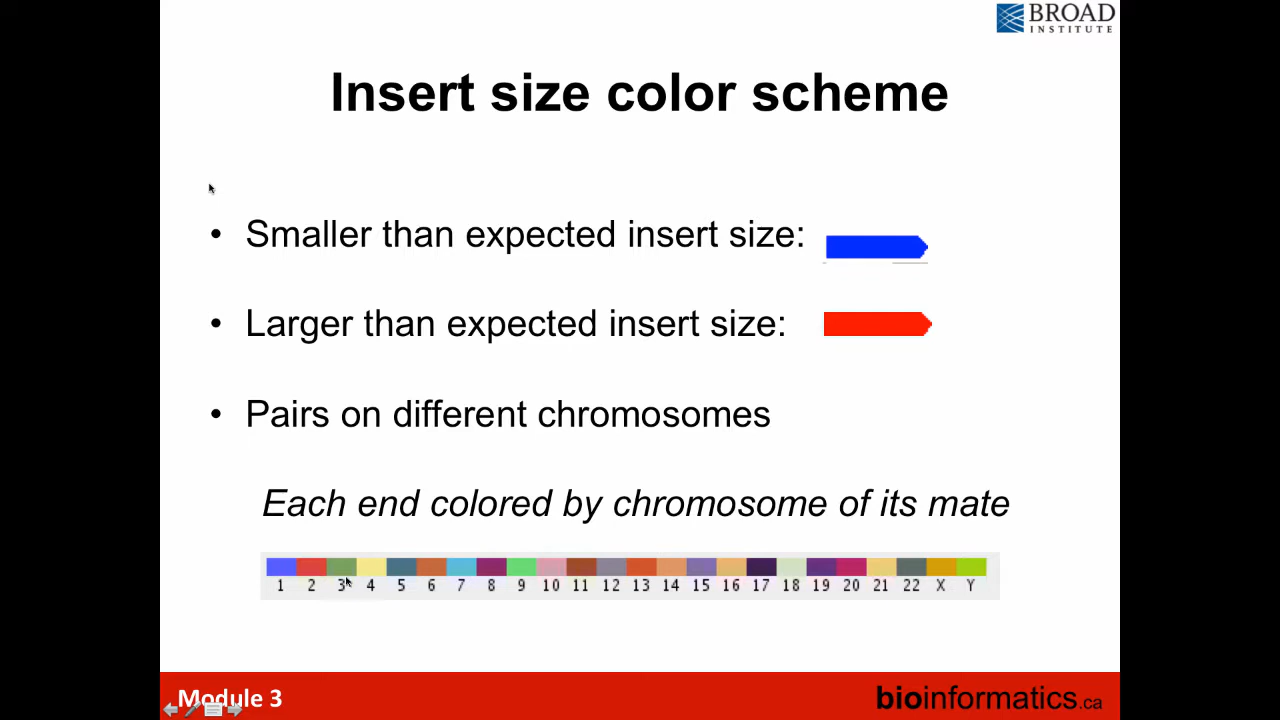 BROAD
INSTITUTE
Insert size color scheme
• Smaller than expected insert size:
• Larger than expected insert size:
• Pairs on different chromosomes
Each end colored by chromosome of its mate
1 2 3 4 5 6 7 8 9 10 11 12 13 14 15 16 17 18 19 20 21 22 X Y
Module 3
bioinformatics.ca